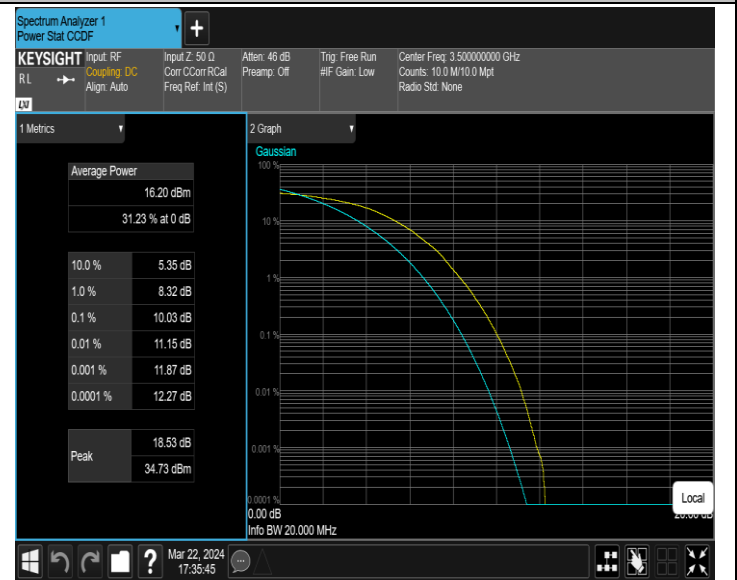 Spectrum Analyzer 1
Power Stat CCDF
+
KEYSIGHT Input: RF Input Z: 50 Ω Atten: 46 dB Trig: Free Run Center Freq: 3.500000000 GHz
R L Coupling: DC Corr CCorr RCal Preamp: Off #IF Gain: Low Counts: 10.0 M/10.0 Mpt
Align: Auto Freq Ref: Int (S) Radio Std: None
LXI
1 Metrics
Average Power
16.20 dBm
31.23 % at 0 dB
10.0 % 5.35 dB
1.0 % 8.32 dB
0.1 % 10.03 dB
0.01 % 11.15 dB
0.001 % 11.87 dB
0.0001 % 12.27 dB
Peak
18.53 dB
34.73 dBm
2 Graph
Gaussian
100 %
10 %
1 %
0.1 %
0.01 %
0.001 %
0.0001 %
0.00 dB
Info BW 20.000 MHz
Local
?
Mar 22, 2024
17:35:45